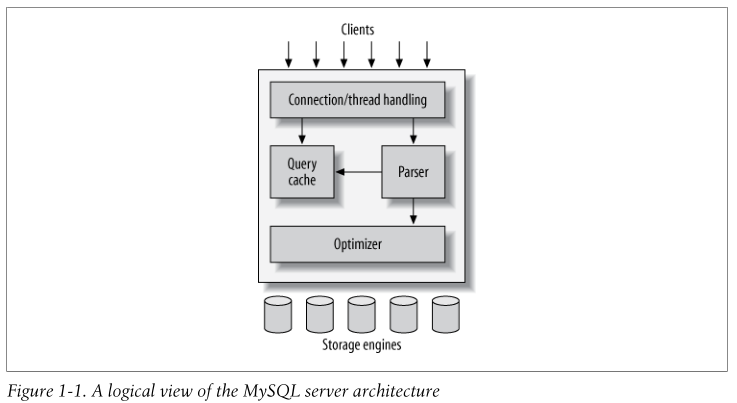 Clients
Connection/thread handling
Query
cache
Parser
Optimizer
Storage engines
Figure 1-1. A logical view of the MySQL server architecture